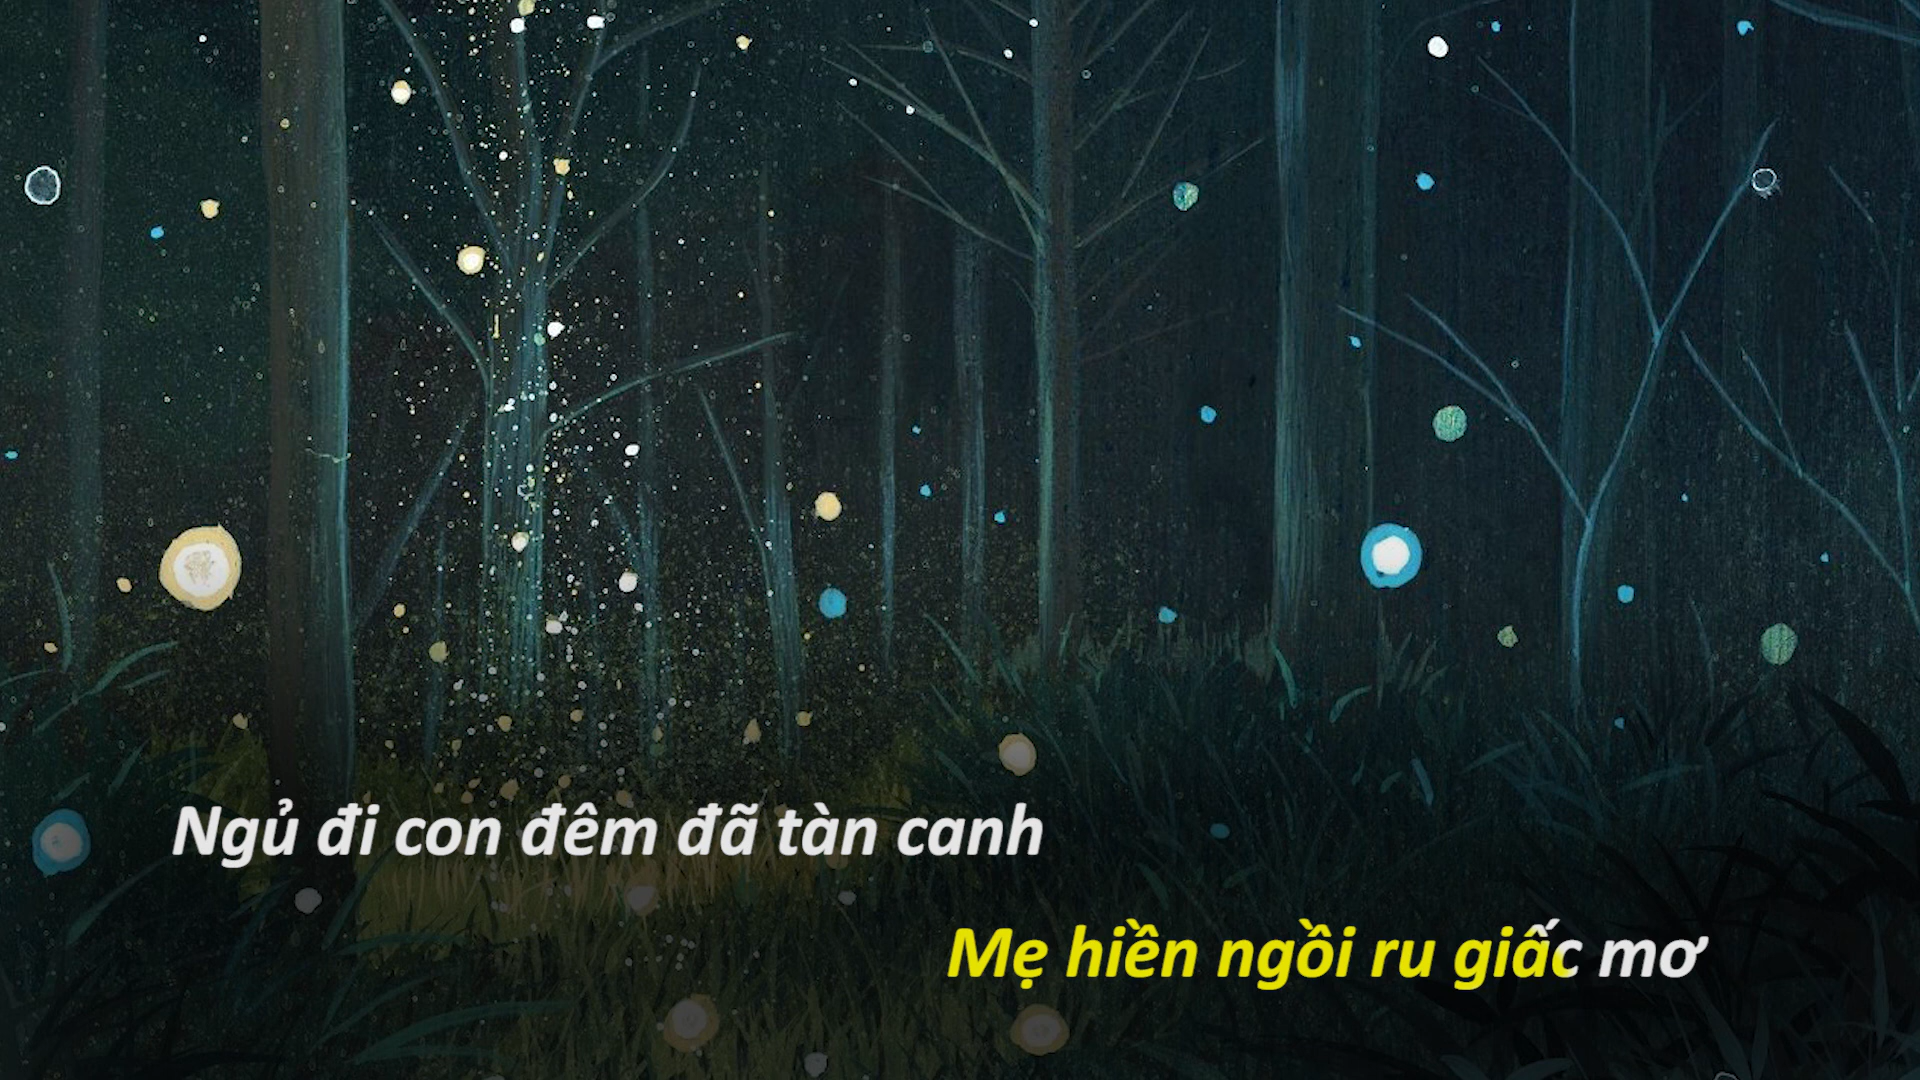 Ngủ đi con đêm đã tàn canh
Mẹ hiền ngồi ru giấc mơ